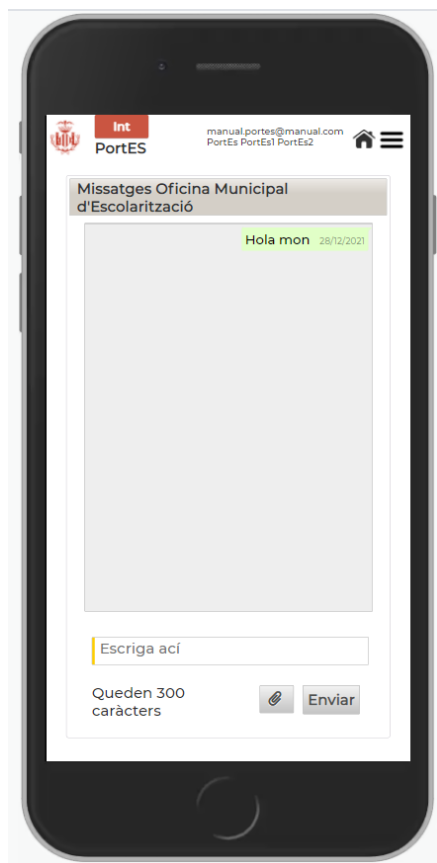 Int
PortES
manual.portes@manual.com
PortEs PortEs1 PortEs2
Missatges Oficina Municipal
d'Escolarització
Hola mon 28/12/2021
Escriga ací
Queden 300
caràcters
Enviar